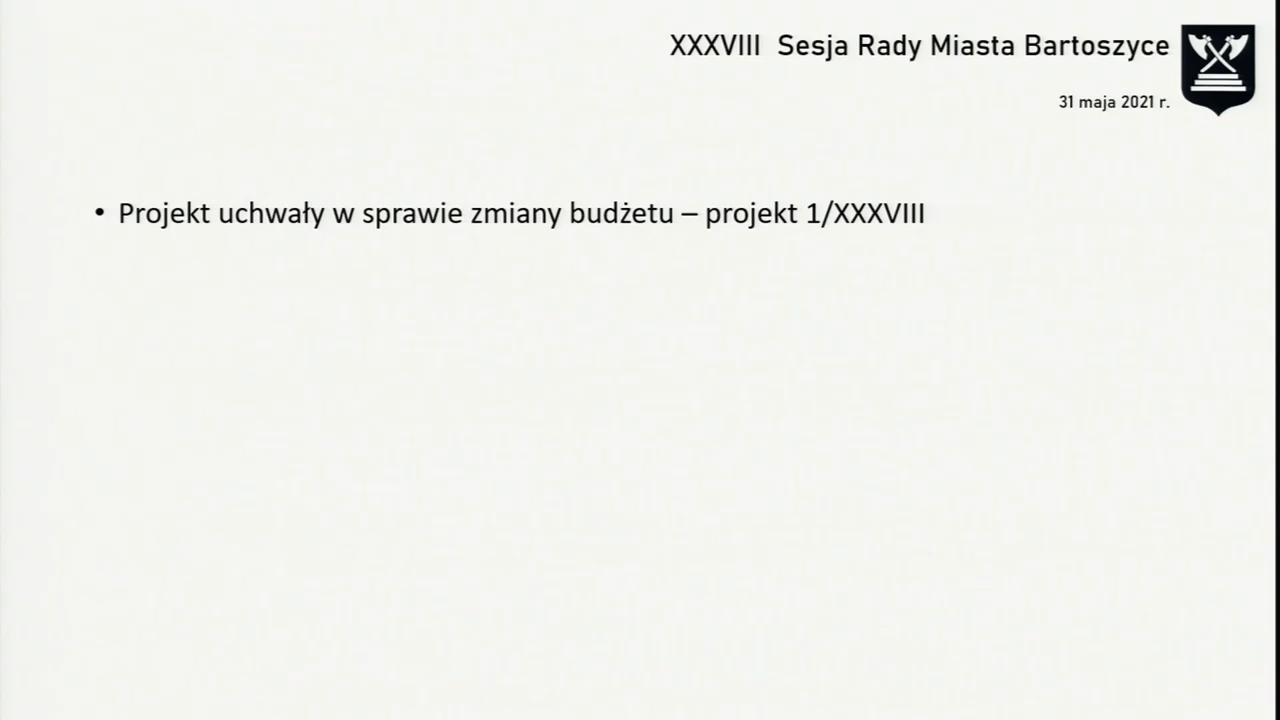 XXXVIII Sesja Rady Miasta Bartoszyce
31 maja 2021 r.
• Projekt uchwały w sprawie zmiany budżetu – projekt 1/XXXVIII